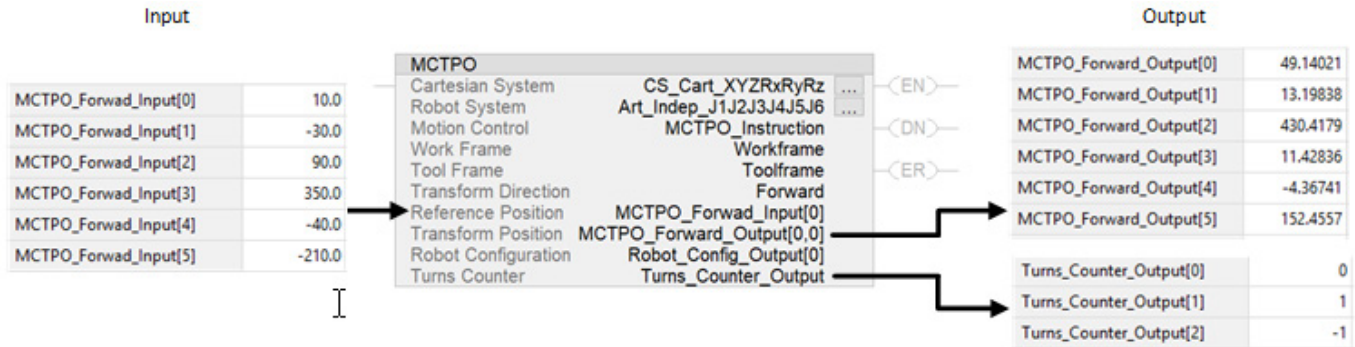 Input
Output
MCTPO_Forwad_Input[0] 10.0
MCTPO_Forwad_Input[1] -30.0
MCTPO_Forwad_Input[2] 90.0
MCTPO_Forwad_Input[3] 350.0
MCTPO_Forwad_Input[4] -40.0
MCTPO_Forwad_Input[5] -210.0
MCTPO
Cartesian System CS_Cart_XYZRxRyRz ... (EN)
Robot System Art_Indep_J1J2J3J4J5J6 ...
Motion Control MCTPO_Instruction (DN)
Work Frame Workframe
Tool Frame Toolframe (ER)
Transform Direction Forward
Reference Position MCTPO_Forwad_Input[0]
Transform Position MCTPO_Forward_Output[0,0]
Robot Configuration Robot_Config_Output[0]
Turns Counter Turns_Counter_Output
MCTPO_Forward_Output[0] 49.14021
MCTPO_Forward_Output[1] 13.19838
MCTPO_Forward_Output[2] 430.4179
MCTPO_Forward_Output[3] 11.42836
MCTPO_Forward_Output[4] -4.36741
MCTPO_Forward_Output[5] 152.4557
Turns_Counter_Output[0] 0
Turns_Counter_Output[1] 1
Turns_Counter_Output[2] -1